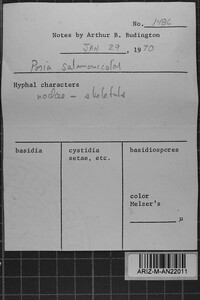 No. 1486
Notes by Arthur B. Budington
JAN 29, 1970
Poria salmonicolor
Hyphal characters
nodose - skeletals
basidia
cystidia
setae, etc.
basidiospores
color
Melzer's
μ
ARIZ-M-AN22011